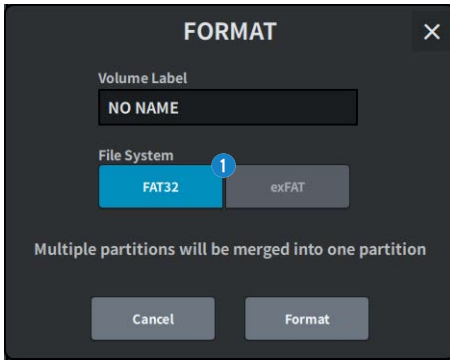 FORMAT ×
Volume Label
NO NAME
File System
1
FAT32 exFAT
Multiple partitions will be merged into one partition
Cancel Format